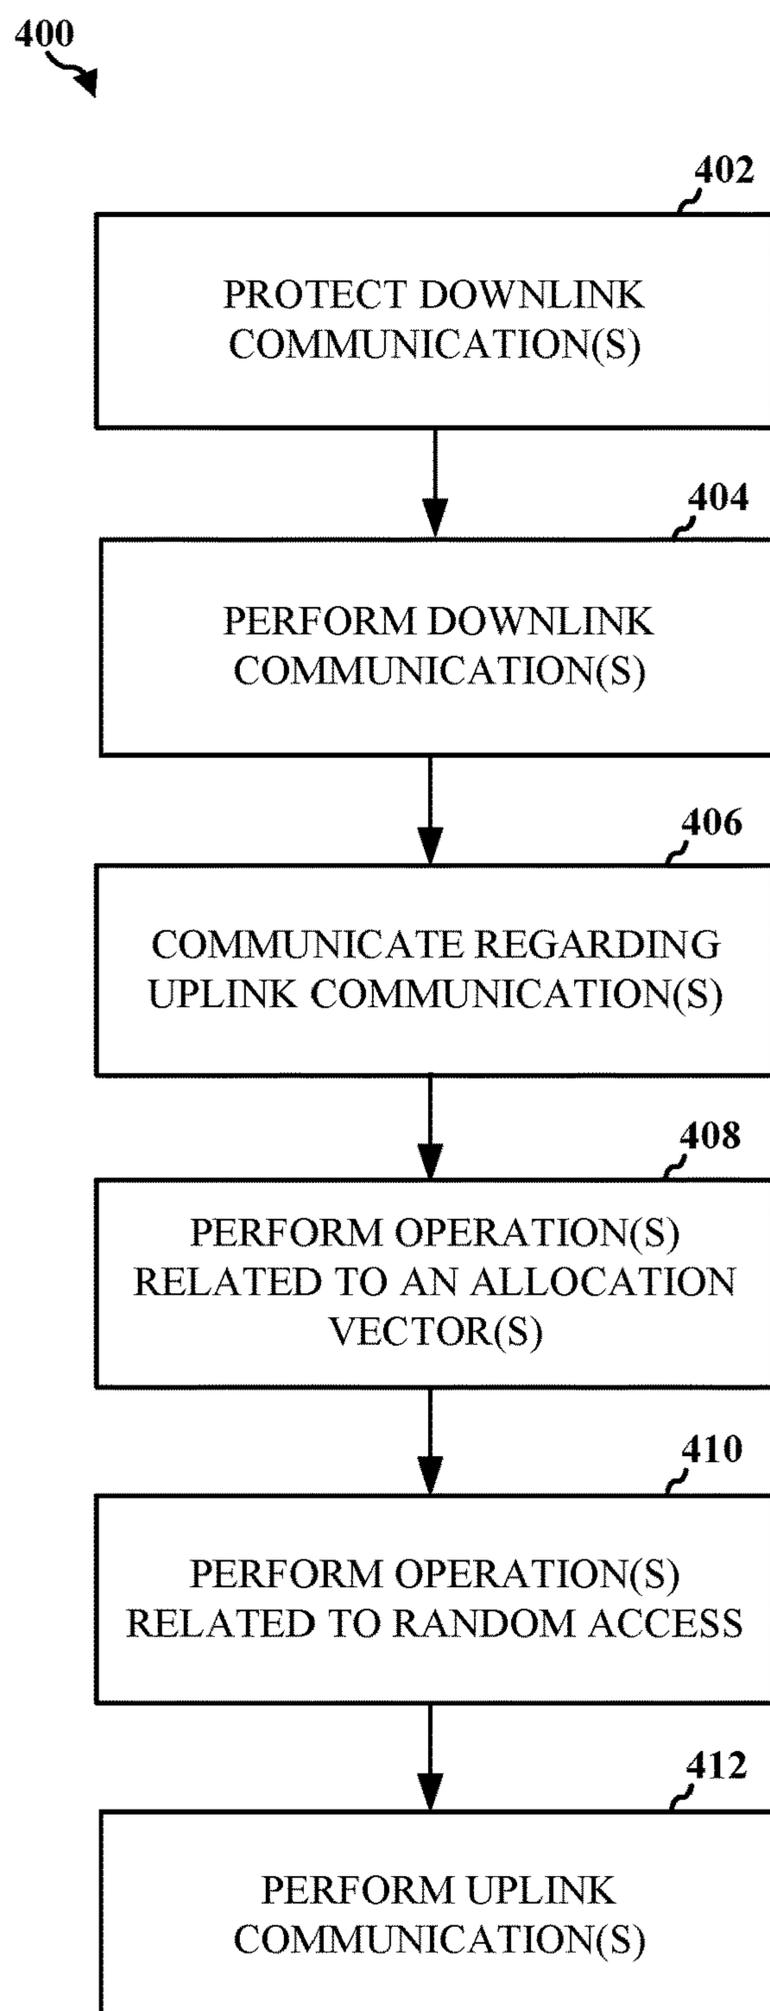 400
402
PROTECT DOWNLINK
COMMUNICATION(S)
404
PERFORM DOWNLINK
COMMUNICATION(S)
406
COMMUNICATE REGARDING
UPLINK COMMUNICATION(S)
408
PERFORM OPERATION(S)
RELATED TO AN ALLOCATION
VECTOR(S)
410
PERFORM OPERATION(S)
RELATED TO RANDOM ACCESS
412
PERFORM UPLINK
COMMUNICATION(S)